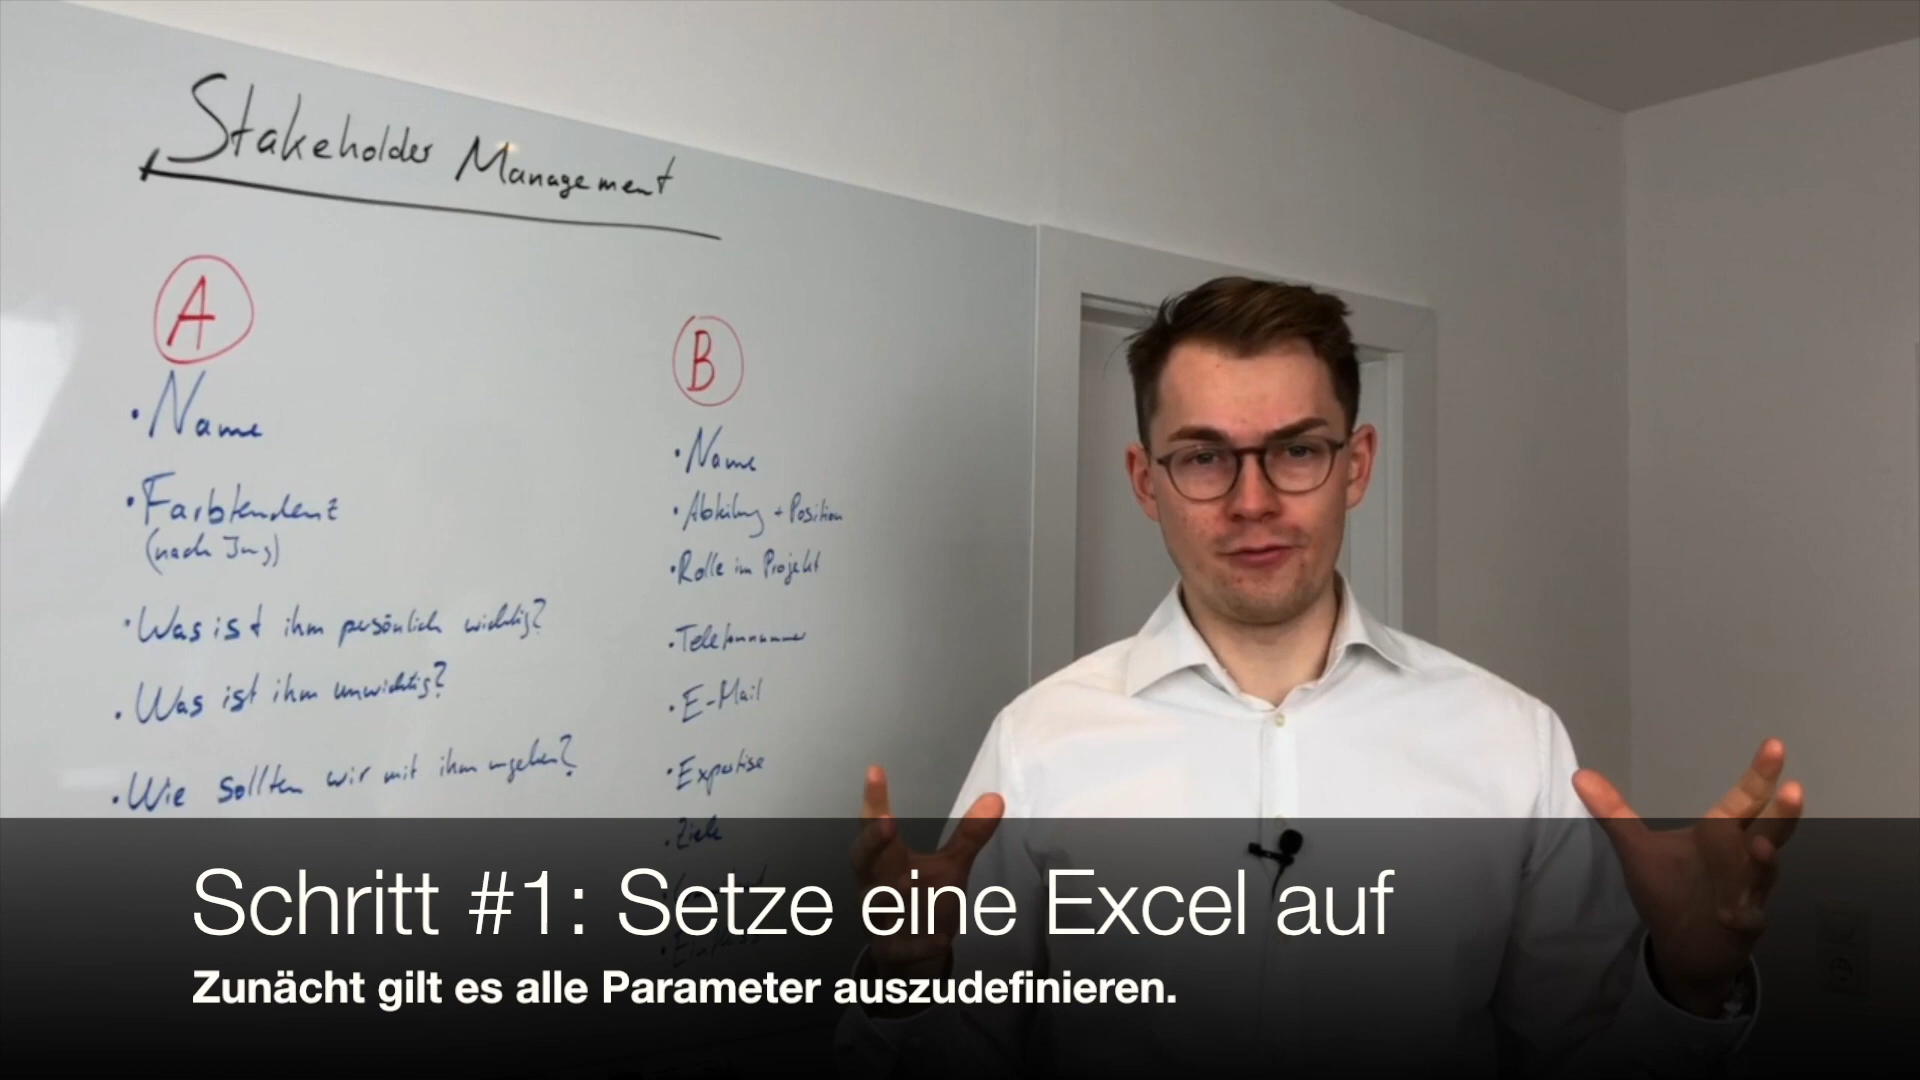 Stakeholder Management
A
• Name
• Farbtendenz
(nach Jung)
• Was ist ihm persönlich wichtig?
• Was ist ihm unwichtig?
• Wie sollten wir mit ihm umgehen?
B
• Name
• Abteilung + Position
• Rolle im Projekt
• Telefonnummer
• E-Mail
• Expertise
• Ziele
• Einfluss
Schritt #1: Setze eine Excel auf
Zunächt gilt es alle Parameter auszudefinieren.